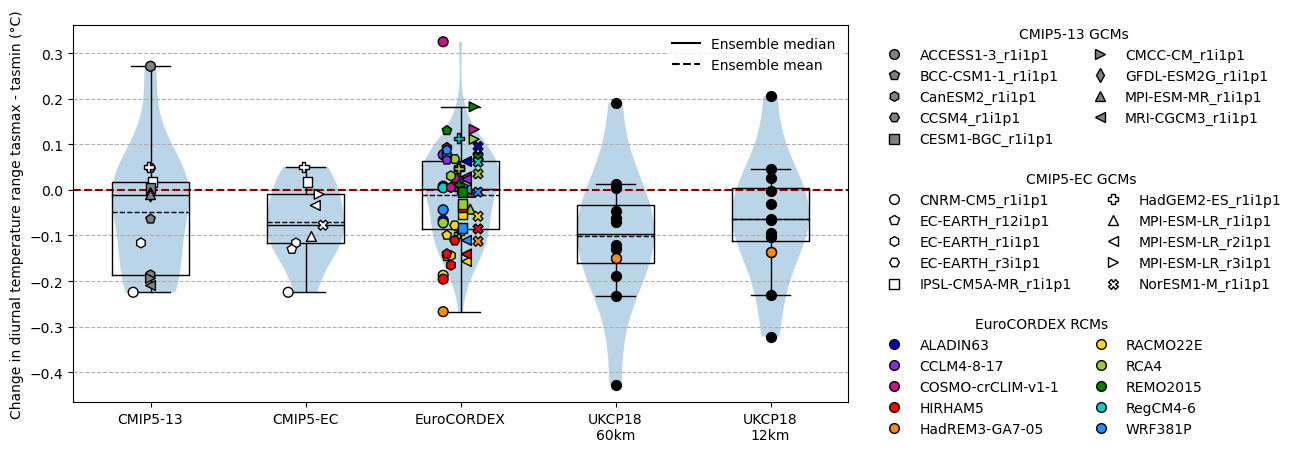 Change in diurnal temperature range tasmax - tasmin (°C)
0.3
0.2
0.1
0.0
−0.1
−0.2
−0.3
−0.4
Ensemble median
Ensemble mean
CMIP5-13
CMIP5-EC
EuroCORDEX
UKCP18
60km
UKCP18
12km
CMIP5-13 GCMs
ACCESS1-3_r1i1p1
BCC-CSM1-1_r1i1p1
CanESM2_r1i1p1
CCSM4_r1i1p1
CESM1-BGC_r1i1p1
CMCC-CM_r1i1p1
GFDL-ESM2G_r1i1p1
MPI-ESM-MR_r1i1p1
MRI-CGCM3_r1i1p1
CMIP5-EC GCMs
CNRM-CM5_r1i1p1
EC-EARTH_r12i1p1
EC-EARTH_r1i1p1
EC-EARTH_r3i1p1
IPSL-CM5A-MR_r1i1p1
HadGEM2-ES_r1i1p1
MPI-ESM-LR_r1i1p1
MPI-ESM-LR_r2i1p1
MPI-ESM-LR_r3i1p1
NorESM1-M_r1i1p1
EuroCORDEX RCMs
ALADIN63
CCLM4-8-17
COSMO-crCLIM-v1-1
HIRHAM5
HadREM3-GA7-05
RACMO22E
RCA4
REMO2015
RegCM4-6
WRF381P